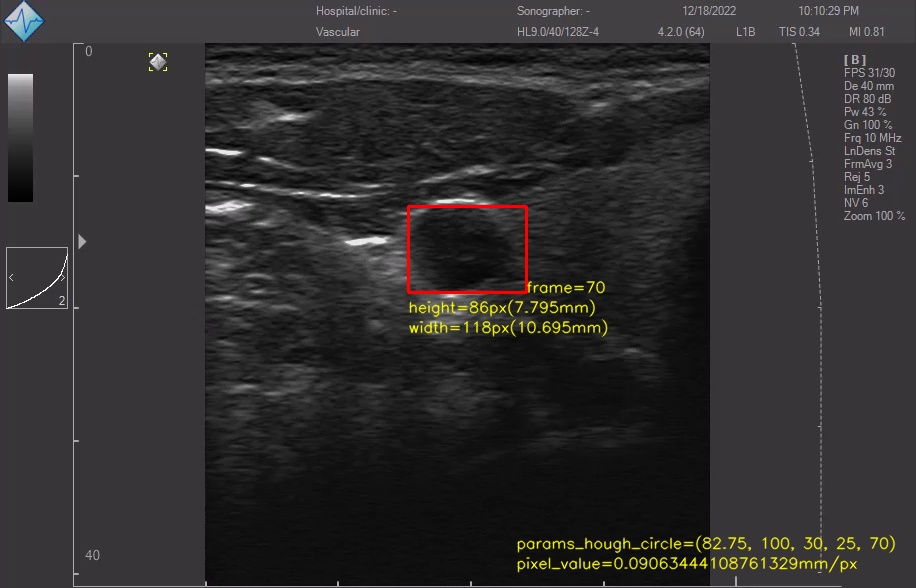 Hospital/clinic: - Sonographer: - 12/18/2022 10:10:29 PM
Vascular HL9.0/40/128Z-4 4.2.0 (64) L1B TIS 0.34 MI 0.81
0
[ B ]
FPS 31/30
De 40 mm
DR 80 dB
Pw 43 %
Gn 100 %
Frq 10 MHz
LnDens St
FrmAvg 3
Rej 5
ImEnh 3
NV 6
Zoom 100 %
2
frame=70
height=86px(7.795mm)
width=118px(10.695mm)
40
params_hough_circle=(82.75, 100, 30, 25, 70)
pixel_value=0.09063444108761329mm/px